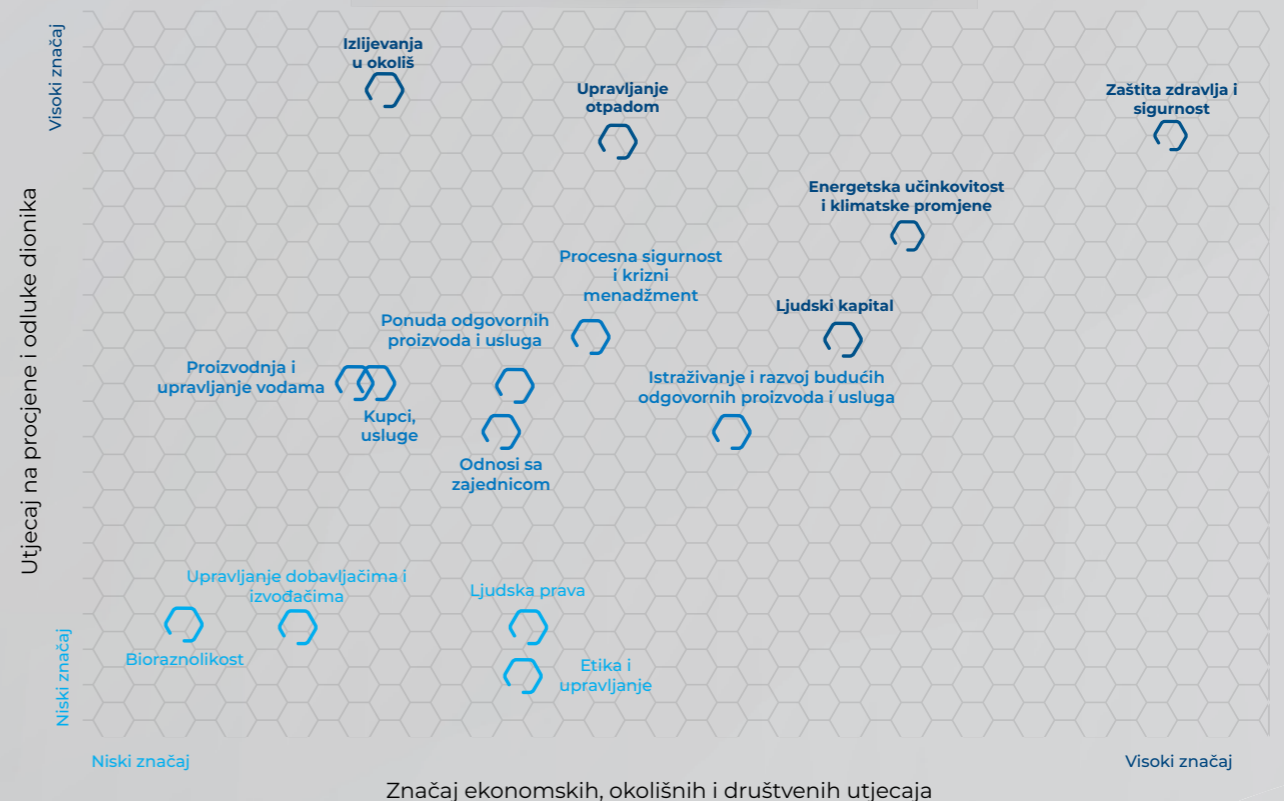 Visoki značaj
Utjecaj na procjene i odluke dionika
Niski značaj
Izlijevanja
u okoliš
Upravljanje
otpadom
Zaštita zdravlja i
sigurnost
Energetska učinkovitost
i klimatske promjene
Procesna sigurnost
i krizni
menadžment
Ljudski kapital
Ponuda odgovornih
proizvoda i usluga
Proizvodnja i
upravljanje vodama
Kupci,
usluge
Istraživanje i razvoj budućih
odgovornih proizvoda i usluga
Odnosi sa
zajednicom
Upravljanje dobavljačima i
izvođačima
Ljudska prava
Bioraznolikost
Etika i
upravljanje
Niski značaj
Visoki značaj
Značaj ekonomskih, okolišnih i društvenih utjecaja